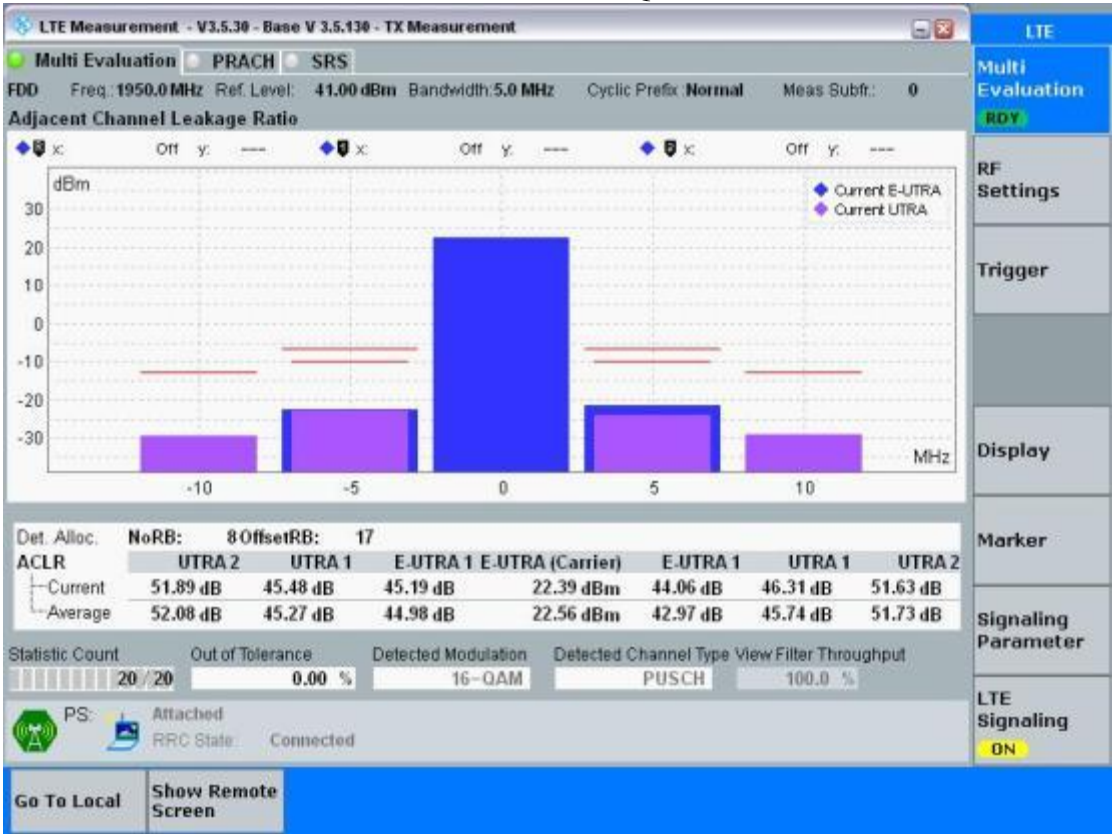 LTE Measurement - V3.5.30 - Base V 3.5.130 - TX Measurement
LTE
Multi Evaluation PRACH SRS
Multi Evaluation
RDY
FDD Freq.: 1950.0 MHz Ref. Level: 41.00 dBm Bandwidth: 5.0 MHz Cyclic Prefix: Normal Meas Subfr.: 0
Adjacent Channel Leakage Ratio
x: Off y: --- x: Off y: --- x: Off y: ---
dBm
Current E-UTRA
Current UTRA
30
20
10
0
-10
-20
-30
MHz
-10 -5 0 5 10
RF Settings
Trigger
Display
Marker
Signaling Parameter
LTE Signaling
ON
Det. Alloc. NoRB: 8 OffsetRB: 17
ACLR UTRA 2 UTRA 1 E-UTRA 1 E-UTRA (Carrier) E-UTRA 1 UTRA 1 UTRA 2
Current 51.89 dB 45.48 dB 45.19 dB 22.39 dBm 44.06 dB 46.31 dB 51.63 dB
Average 52.08 dB 45.27 dB 44.98 dB 22.56 dBm 42.97 dB 45.74 dB 51.73 dB
Statistic Count Out of Tolerance Detected Modulation Detected Channel Type View Filter Throughput
20 / 20 0.00 % 16-QAM PUSCH 100.0 %
PS: Attached
RRC State: Connected
Go To Local
Show Remote Screen